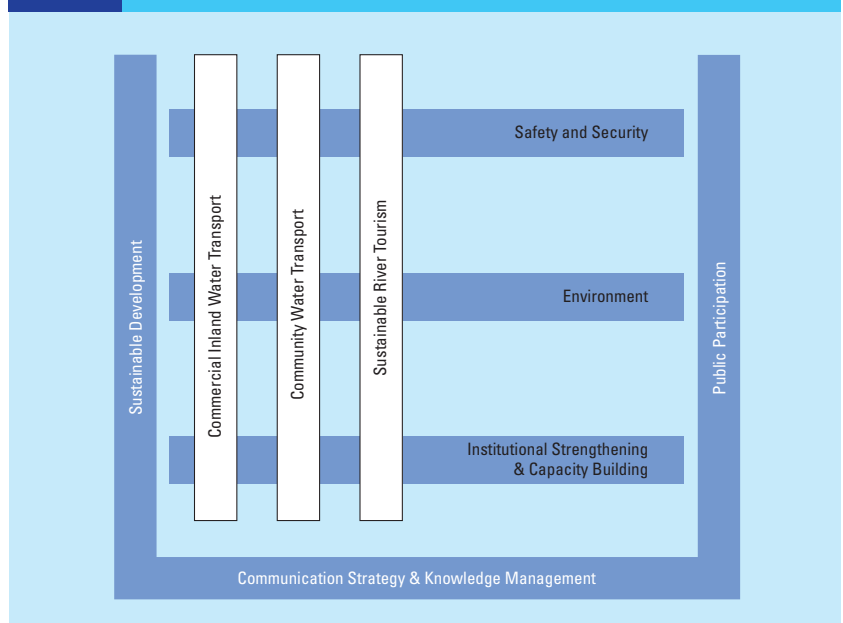 Sustainable Development
Commercial Inland Water Transport
Community Water Transport
Sustainable River Tourism
Safety and Security
Environment
Institutional Strengthening
& Capacity Building
Public Participation
Communication Strategy & Knowledge Management